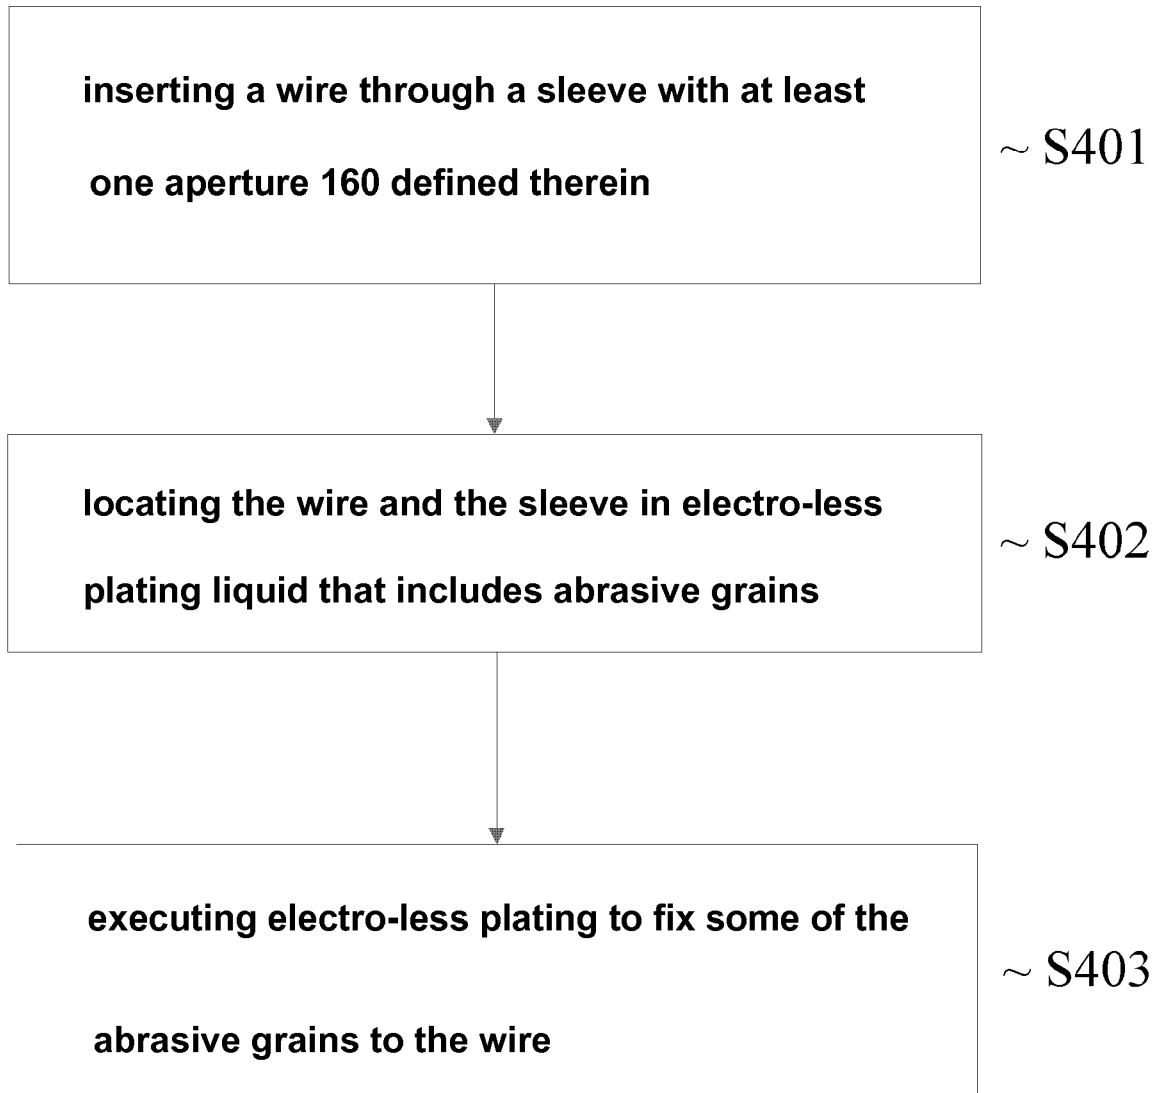 inserting a wire through a sleeve with at least
one aperture 160 defined therein
~ S401
locating the wire and the sleeve in electro-less
plating liquid that includes abrasive grains
~ S402
executing electro-less plating to fix some of the
abrasive grains to the wire
~ S403